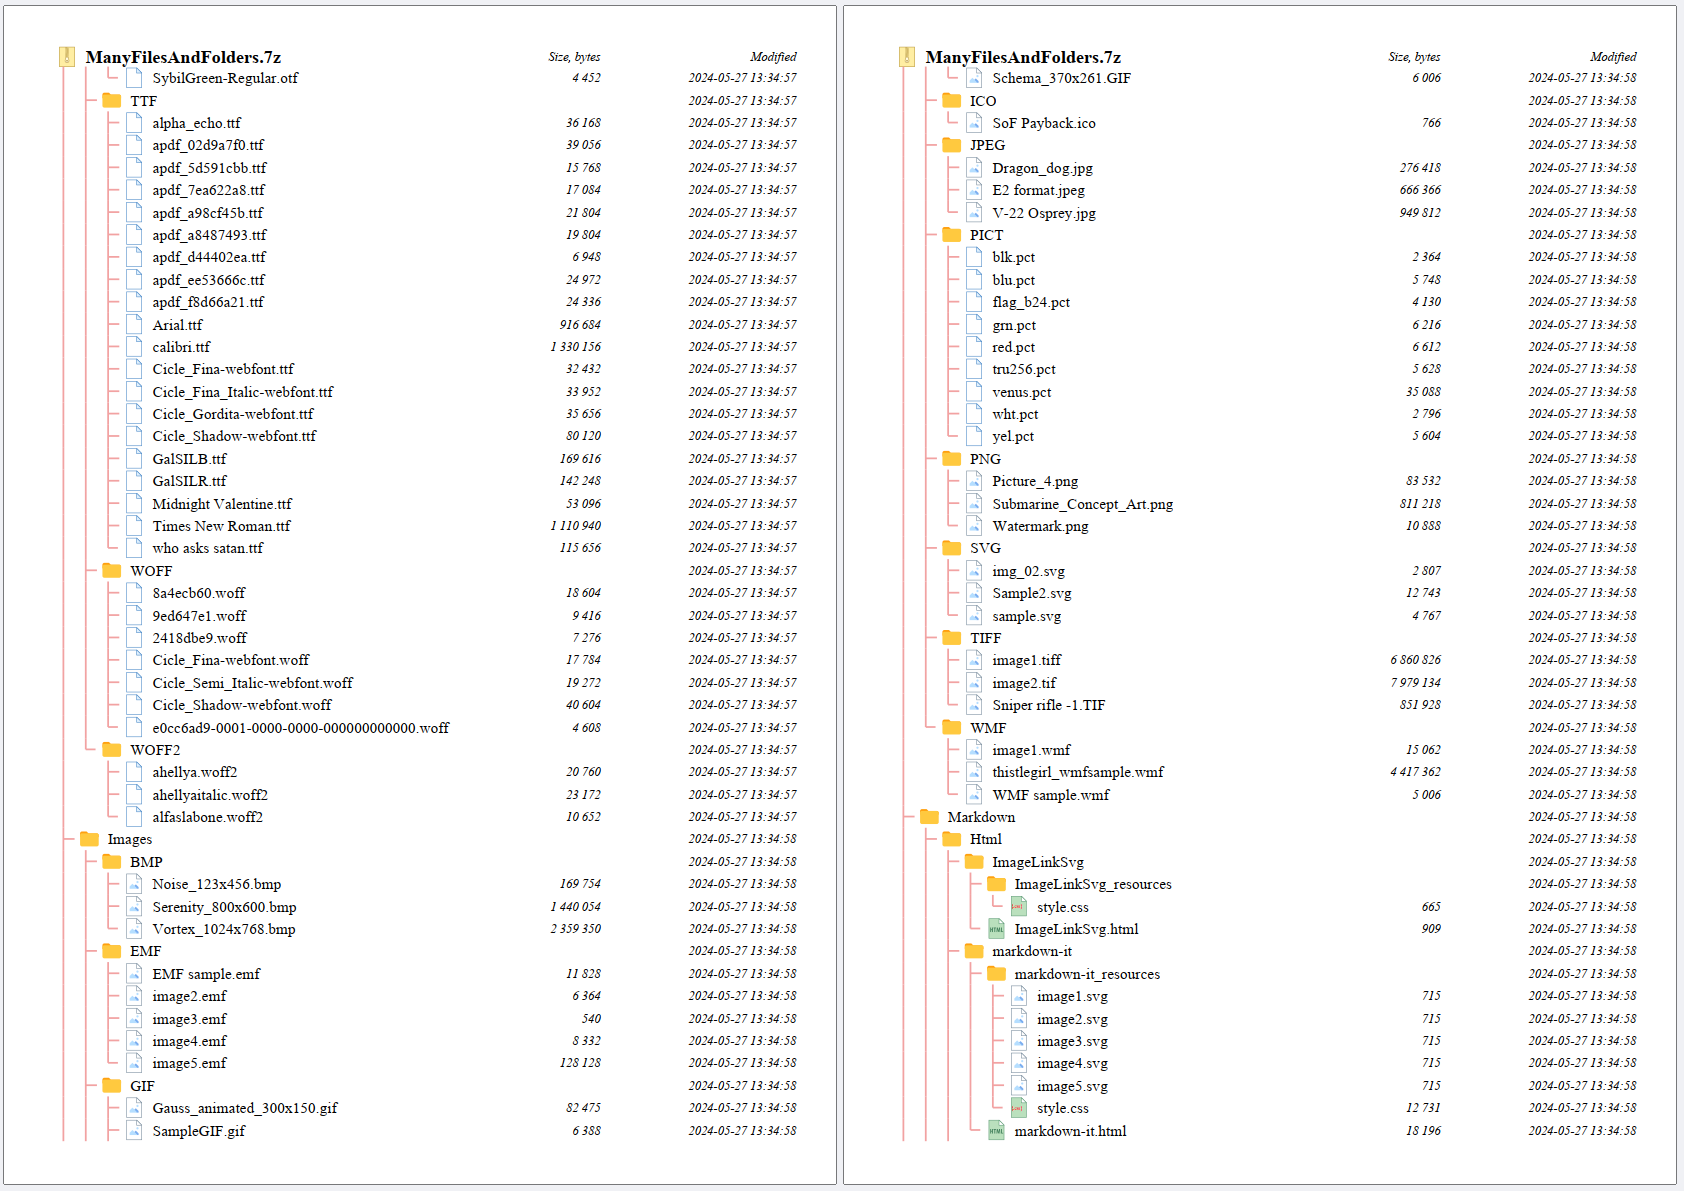 ManyFilesAndFolders.7z Size, bytes Modified
SybilGreen-Regular.otf 4 452 2024-05-27 13:34:57
TTF 2024-05-27 13:34:57
alpha_echo.ttf 36 168 2024-05-27 13:34:57
apdf_02d9a7f0.ttf 39 056 2024-05-27 13:34:57
apdf_5d591cbb.ttf 15 768 2024-05-27 13:34:57
apdf_7ea622a8.ttf 17 084 2024-05-27 13:34:57
apdf_a98cf45b.ttf 21 804 2024-05-27 13:34:57
apdf_a8487493.ttf 19 804 2024-05-27 13:34:57
apdf_d44402ea.ttf 6 948 2024-05-27 13:34:57
apdf_ee53666c.ttf 24 972 2024-05-27 13:34:57
apdf_f8d66a21.ttf 24 336 2024-05-27 13:34:57
Arial.ttf 916 684 2024-05-27 13:34:57
calibri.ttf 1 330 156 2024-05-27 13:34:57
Cicle_Fina-webfont.ttf 32 432 2024-05-27 13:34:57
Cicle_Fina_Italic-webfont.ttf 33 952 2024-05-27 13:34:57
Cicle_Gordita-webfont.ttf 35 656 2024-05-27 13:34:57
Cicle_Shadow-webfont.ttf 80 120 2024-05-27 13:34:57
GalSILB.ttf 169 616 2024-05-27 13:34:57
GalSILR.ttf 142 248 2024-05-27 13:34:57
Midnight Valentine.ttf 53 096 2024-05-27 13:34:57
Times New Roman.ttf 1 110 940 2024-05-27 13:34:57
who asks satan.ttf 115 656 2024-05-27 13:34:57
WOFF 2024-05-27 13:34:57
8a4ecb60.woff 18 604 2024-05-27 13:34:57
9ed647e1.woff 9 416 2024-05-27 13:34:57
2418dbe9.woff 7 276 2024-05-27 13:34:57
Cicle_Fina-webfont.woff 17 784 2024-05-27 13:34:57
Cicle_Semi_Italic-webfont.woff 19 272 2024-05-27 13:34:57
Cicle_Shadow-webfont.woff 40 604 2024-05-27 13:34:57
e0cc6ad9-0001-0000-0000-000000000000.woff 4 608 2024-05-27 13:34:57
WOFF2 2024-05-27 13:34:57
ahellya.woff2 20 760 2024-05-27 13:34:57
ahellyaitalic.woff2 23 172 2024-05-27 13:34:57
alfaslabone.woff2 10 652 2024-05-27 13:34:57
Images 2024-05-27 13:34:58
BMP 2024-05-27 13:34:58
Noise_123x456.bmp 169 754 2024-05-27 13:34:58
Serenity_800x600.bmp 1 440 054 2024-05-27 13:34:58
Vortex_1024x768.bmp 2 359 350 2024-05-27 13:34:58
EMF 2024-05-27 13:34:58
EMF sample.emf 11 828 2024-05-27 13:34:58
image2.emf 6 364 2024-05-27 13:34:58
image3.emf 540 2024-05-27 13:34:58
image4.emf 8 332 2024-05-27 13:34:58
image5.emf 128 128 2024-05-27 13:34:58
GIF 2024-05-27 13:34:58
Gauss_animated_300x150.gif 82 475 2024-05-27 13:34:58
SampleGIF.gif 6 388 2024-05-27 13:34:58
ManyFilesAndFolders.7z Size, bytes Modified
Schema_370x261.GIF 6 006 2024-05-27 13:34:58
ICO 2024-05-27 13:34:58
SoF Payback.ico 766 2024-05-27 13:34:58
JPEG 2024-05-27 13:34:58
Dragon_dog.jpg 276 418 2024-05-27 13:34:58
E2 format.jpeg 666 366 2024-05-27 13:34:58
V-22 Osprey.jpg 949 812 2024-05-27 13:34:58
PICT 2024-05-27 13:34:58
blk.pct 2 364 2024-05-27 13:34:58
blu.pct 5 748 2024-05-27 13:34:58
flag_b24.pct 4 130 2024-05-27 13:34:58
grn.pct 6 216 2024-05-27 13:34:58
red.pct 6 612 2024-05-27 13:34:58
tru256.pct 5 628 2024-05-27 13:34:58
venus.pct 35 088 2024-05-27 13:34:58
wht.pct 2 796 2024-05-27 13:34:58
yel.pct 5 604 2024-05-27 13:34:58
PNG 2024-05-27 13:34:58
Picture_4.png 83 532 2024-05-27 13:34:58
Submarine_Concept_Art.png 811 218 2024-05-27 13:34:58
Watermark.png 10 888 2024-05-27 13:34:58
SVG 2024-05-27 13:34:58
img_02.svg 2 807 2024-05-27 13:34:58
Sample2.svg 12 743 2024-05-27 13:34:58
sample.svg 4 767 2024-05-27 13:34:58
TIFF 2024-05-27 13:34:58
image1.tiff 6 860 826 2024-05-27 13:34:58
image2.tif 7 979 134 2024-05-27 13:34:58
Sniper rifle -1.TIF 851 928 2024-05-27 13:34:58
WMF 2024-05-27 13:34:58
image1.wmf 15 062 2024-05-27 13:34:58
thistlegirl_wmfsample.wmf 4 417 362 2024-05-27 13:34:58
WMF sample.wmf 5 006 2024-05-27 13:34:58
Markdown 2024-05-27 13:34:58
Html 2024-05-27 13:34:58
ImageLinkSvg 2024-05-27 13:34:58
ImageLinkSvg_resources 2024-05-27 13:34:58
style.css 665 2024-05-27 13:34:58
HTML ImageLinkSvg.html 909 2024-05-27 13:34:58
markdown-it 2024-05-27 13:34:58
markdown-it_resources 2024-05-27 13:34:58
image1.svg 715 2024-05-27 13:34:58
image2.svg 715 2024-05-27 13:34:58
image3.svg 715 2024-05-27 13:34:58
image4.svg 715 2024-05-27 13:34:58
image5.svg 715 2024-05-27 13:34:58
style.css 12 731 2024-05-27 13:34:58
HTML markdown-it.html 18 196 2024-05-27 13:34:58